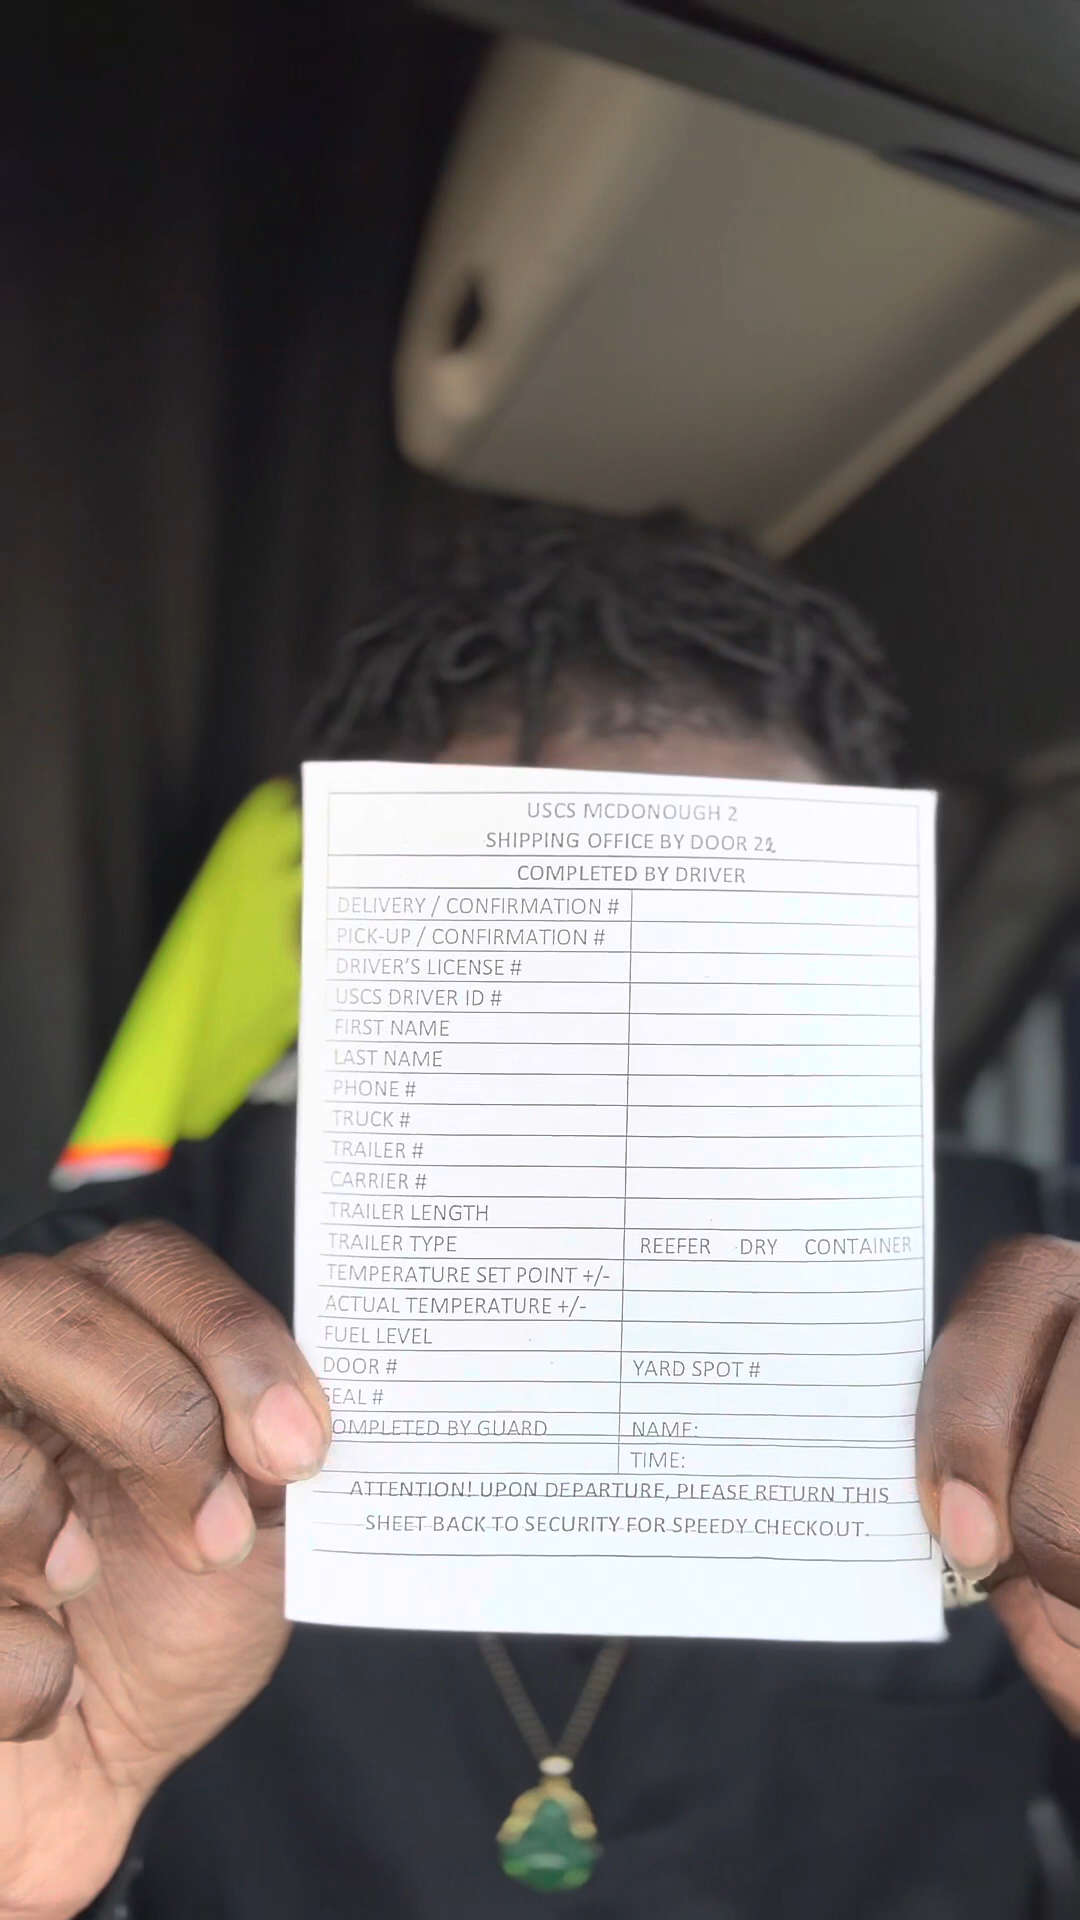 USCS MCDONOUGH 2
SHIPPING OFFICE BY DOOR 22
COMPLETED BY DRIVER
DELIVERY / CONFIRMATION #
PICK-UP / CONFIRMATION #
DRIVER'S LICENSE #
USCS DRIVER ID #
FIRST NAME
LAST NAME
PHONE #
TRUCK #
TRAILER #
CARRIER #
TRAILER LENGTH
TRAILER TYPE REEFER DRY CONTAINER
TEMPERATURE SET POINT +/-
ACTUAL TEMPERATURE +/-
FUEL LEVEL
DOOR # YARD SPOT #
SEAL #
OMPLETED BY GUARD NAME:
TIME:
ATTENTION! UPON DEPARTURE, PLEASE RETURN THIS
SHEET BACK TO SECURITY FOR SPEEDY CHECKOUT.